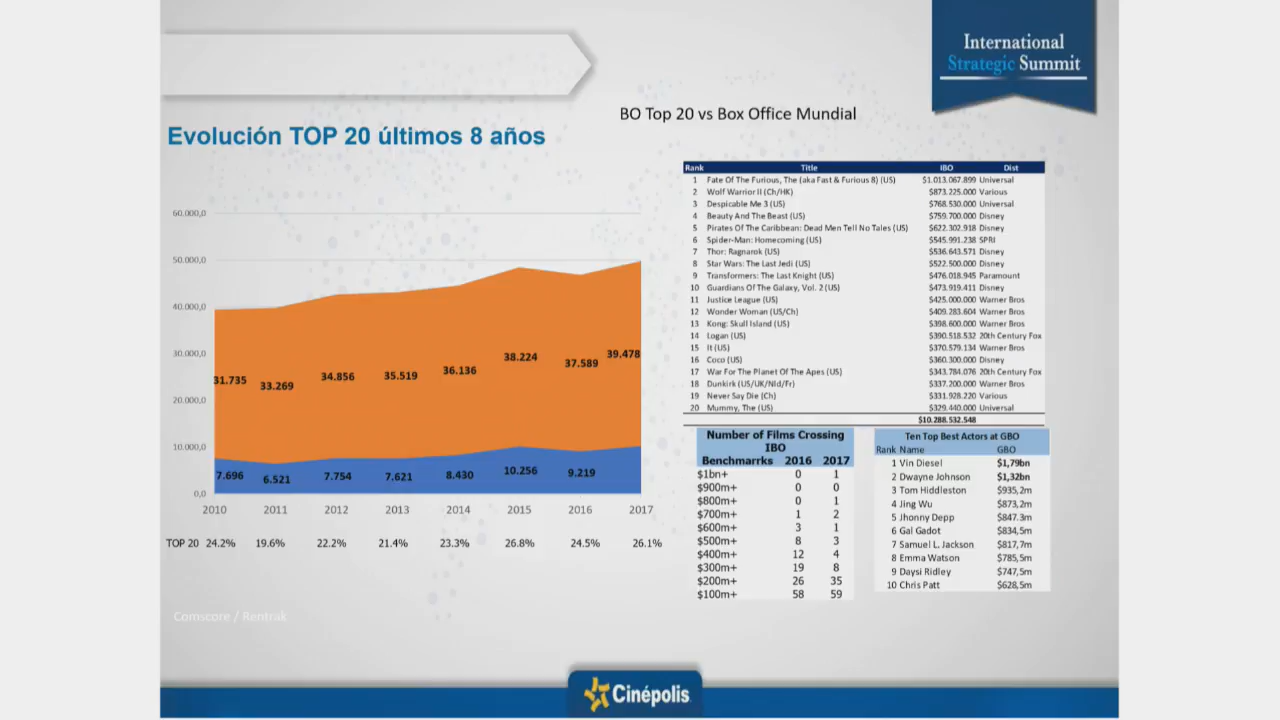 International
Strategic Summit
BO Top 20 vs Box Office Mundial
Evolución TOP 20 últimos 8 años
60.000,0
50.000,0
40.000,0
30.000,0
20.000,0
10.000,0
0,0
31.735 33.269 34.856 35.519 36.136 38.224 37.589 39.478
7.696 6.521 7.754 7.621 8.430 10.256 9.219
2010 2011 2012 2013 2014 2015 2016 2017
TOP 20 24.2% 19.6% 22.2% 21.4% 23.3% 26.8% 24.5% 26.1%
Comscore / Rentrak
Rank Title IBO Dist
1 Fate Of The Furious, The (aka Fast & Furious 8) (US) $1.013.067.899 Universal
2 Wolf Warrior II (Ch/HK) $873.225.000 Various
3 Despicable Me 3 (US) $768.530.000 Universal
4 Beauty And The Beast (US) $759.700.000 Disney
5 Pirates Of The Caribbean: Dead Men Tell No Tales (US) $622.302.918 Disney
6 Spider-Man: Homecoming (US) $545.991.238 SPRI
7 Thor: Ragnarok (US) $536.643.571 Disney
8 Star Wars: The Last Jedi (US) $522.500.000 Disney
9 Transformers: The Last Knight (US) $476.018.945 Paramount
10 Guardians Of The Galaxy, Vol. 2 (US) $473.919.411 Disney
11 Justice League (US) $425.000.000 Warner Bros
12 Wonder Woman (US/Ch) $409.283.604 Warner Bros
13 Kong: Skull Island (US) $398.600.000 Warner Bros
14 Logan (US) $390.518.532 20th Century Fox
15 It (US) $370.579.134 Warner Bros
16 Coco (US) $360.300.000 Disney
17 War For The Planet Of The Apes (US) $343.784.076 20th Century Fox
18 Dunkirk (US/UK/Nld/Fr) $337.200.000 Warner Bros
19 Never Say Die (Ch) $331.928.220 Various
20 Mummy, The (US) $329.440.000 Universal
$10.288.532.548
Number of Films Crossing
IBO
Benchmarrks 2016 2017
$1bn+ 0 1
$900m+ 0 0
$800m+ 0 1
$700m+ 1 2
$600m+ 3 1
$500m+ 8 3
$400m+ 12 4
$300m+ 19 8
$200m+ 26 35
$100m+ 58 59
Ten Top Best Actors at GBO
Rank Name GBO
1 Vin Diesel $1,79bn
2 Dwayne Johnson $1,32bn
3 Tom Hiddleston $935,2m
4 Jing Wu $873,2m
5 Jhonny Depp $847.3m
6 Gal Gadot $834,5m
7 Samuel L. Jackson $817,7m
8 Emma Watson $785,5m
9 Daysi Ridley $747,5m
10 Chris Patt $628,5m
Cinépolis